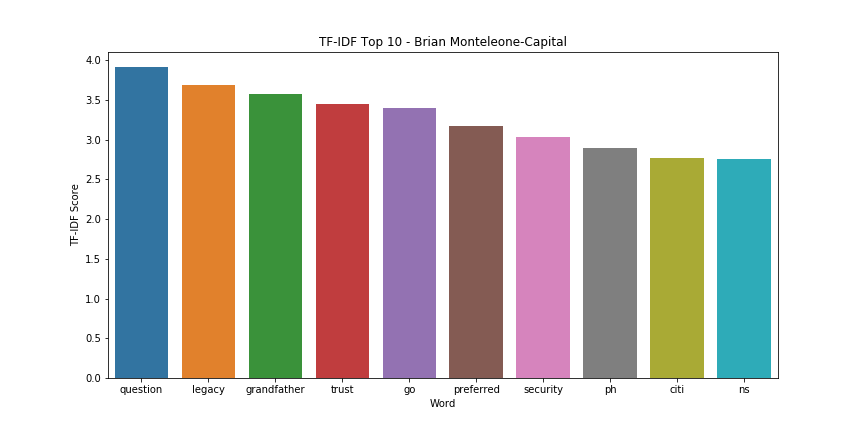 TF-IDF Top 10 - Brian Monteleone-Capital
TF-IDF Score
4.0
3.5
3.0
2.5
2.0
1.5
1.0
0.5
0.0
question legacy grandfather trust go preferred security ph citi ns
Word